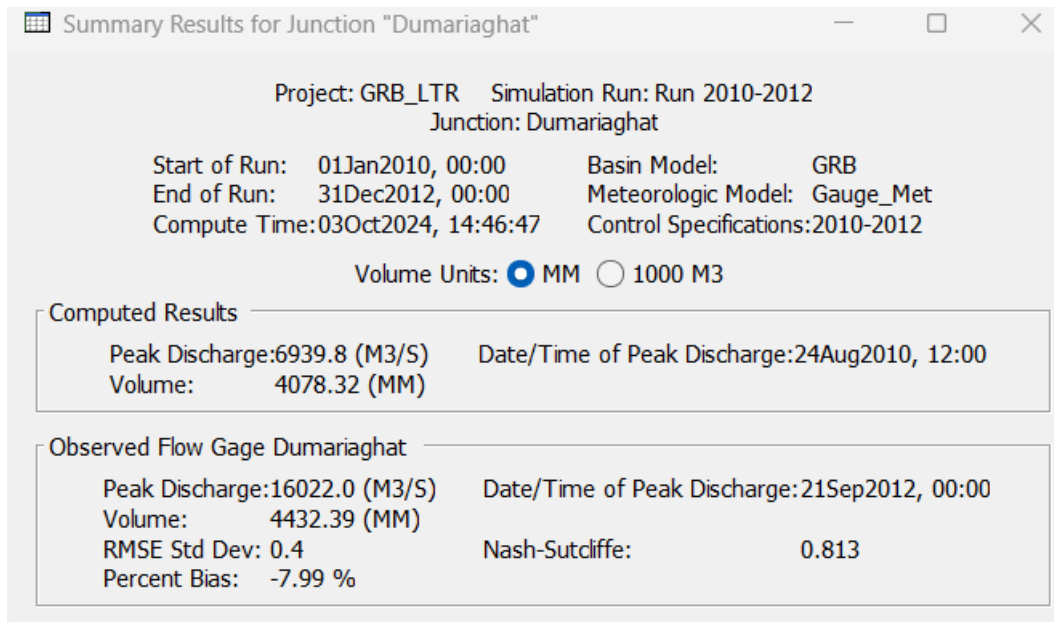 Summary Results for Junction "Dumariaghat"
Project: GRB_LTR Simulation Run: Run 2010-2012
Junction: Dumariaghat
Start of Run: 01Jan2010, 00:00 Basin Model: GRB
End of Run: 31Dec2012, 00:00 Meteorologic Model: Gauge_Met
Compute Time:03Oct2024, 14:46:47 Control Specifications:2010-2012
Volume Units: MM 1000 M3
Computed Results
Peak Discharge:6939.8 (M3/S) Date/Time of Peak Discharge:24Aug2010, 12:00
Volume: 4078.32 (MM)
Observed Flow Gage Dumariaghat
Peak Discharge:16022.0 (M3/S) Date/Time of Peak Discharge:21Sep2012, 00:00
Volume: 4432.39 (MM)
RMSE Std Dev: 0.4 Nash-Sutcliffe: 0.813
Percent Bias: -7.99 %